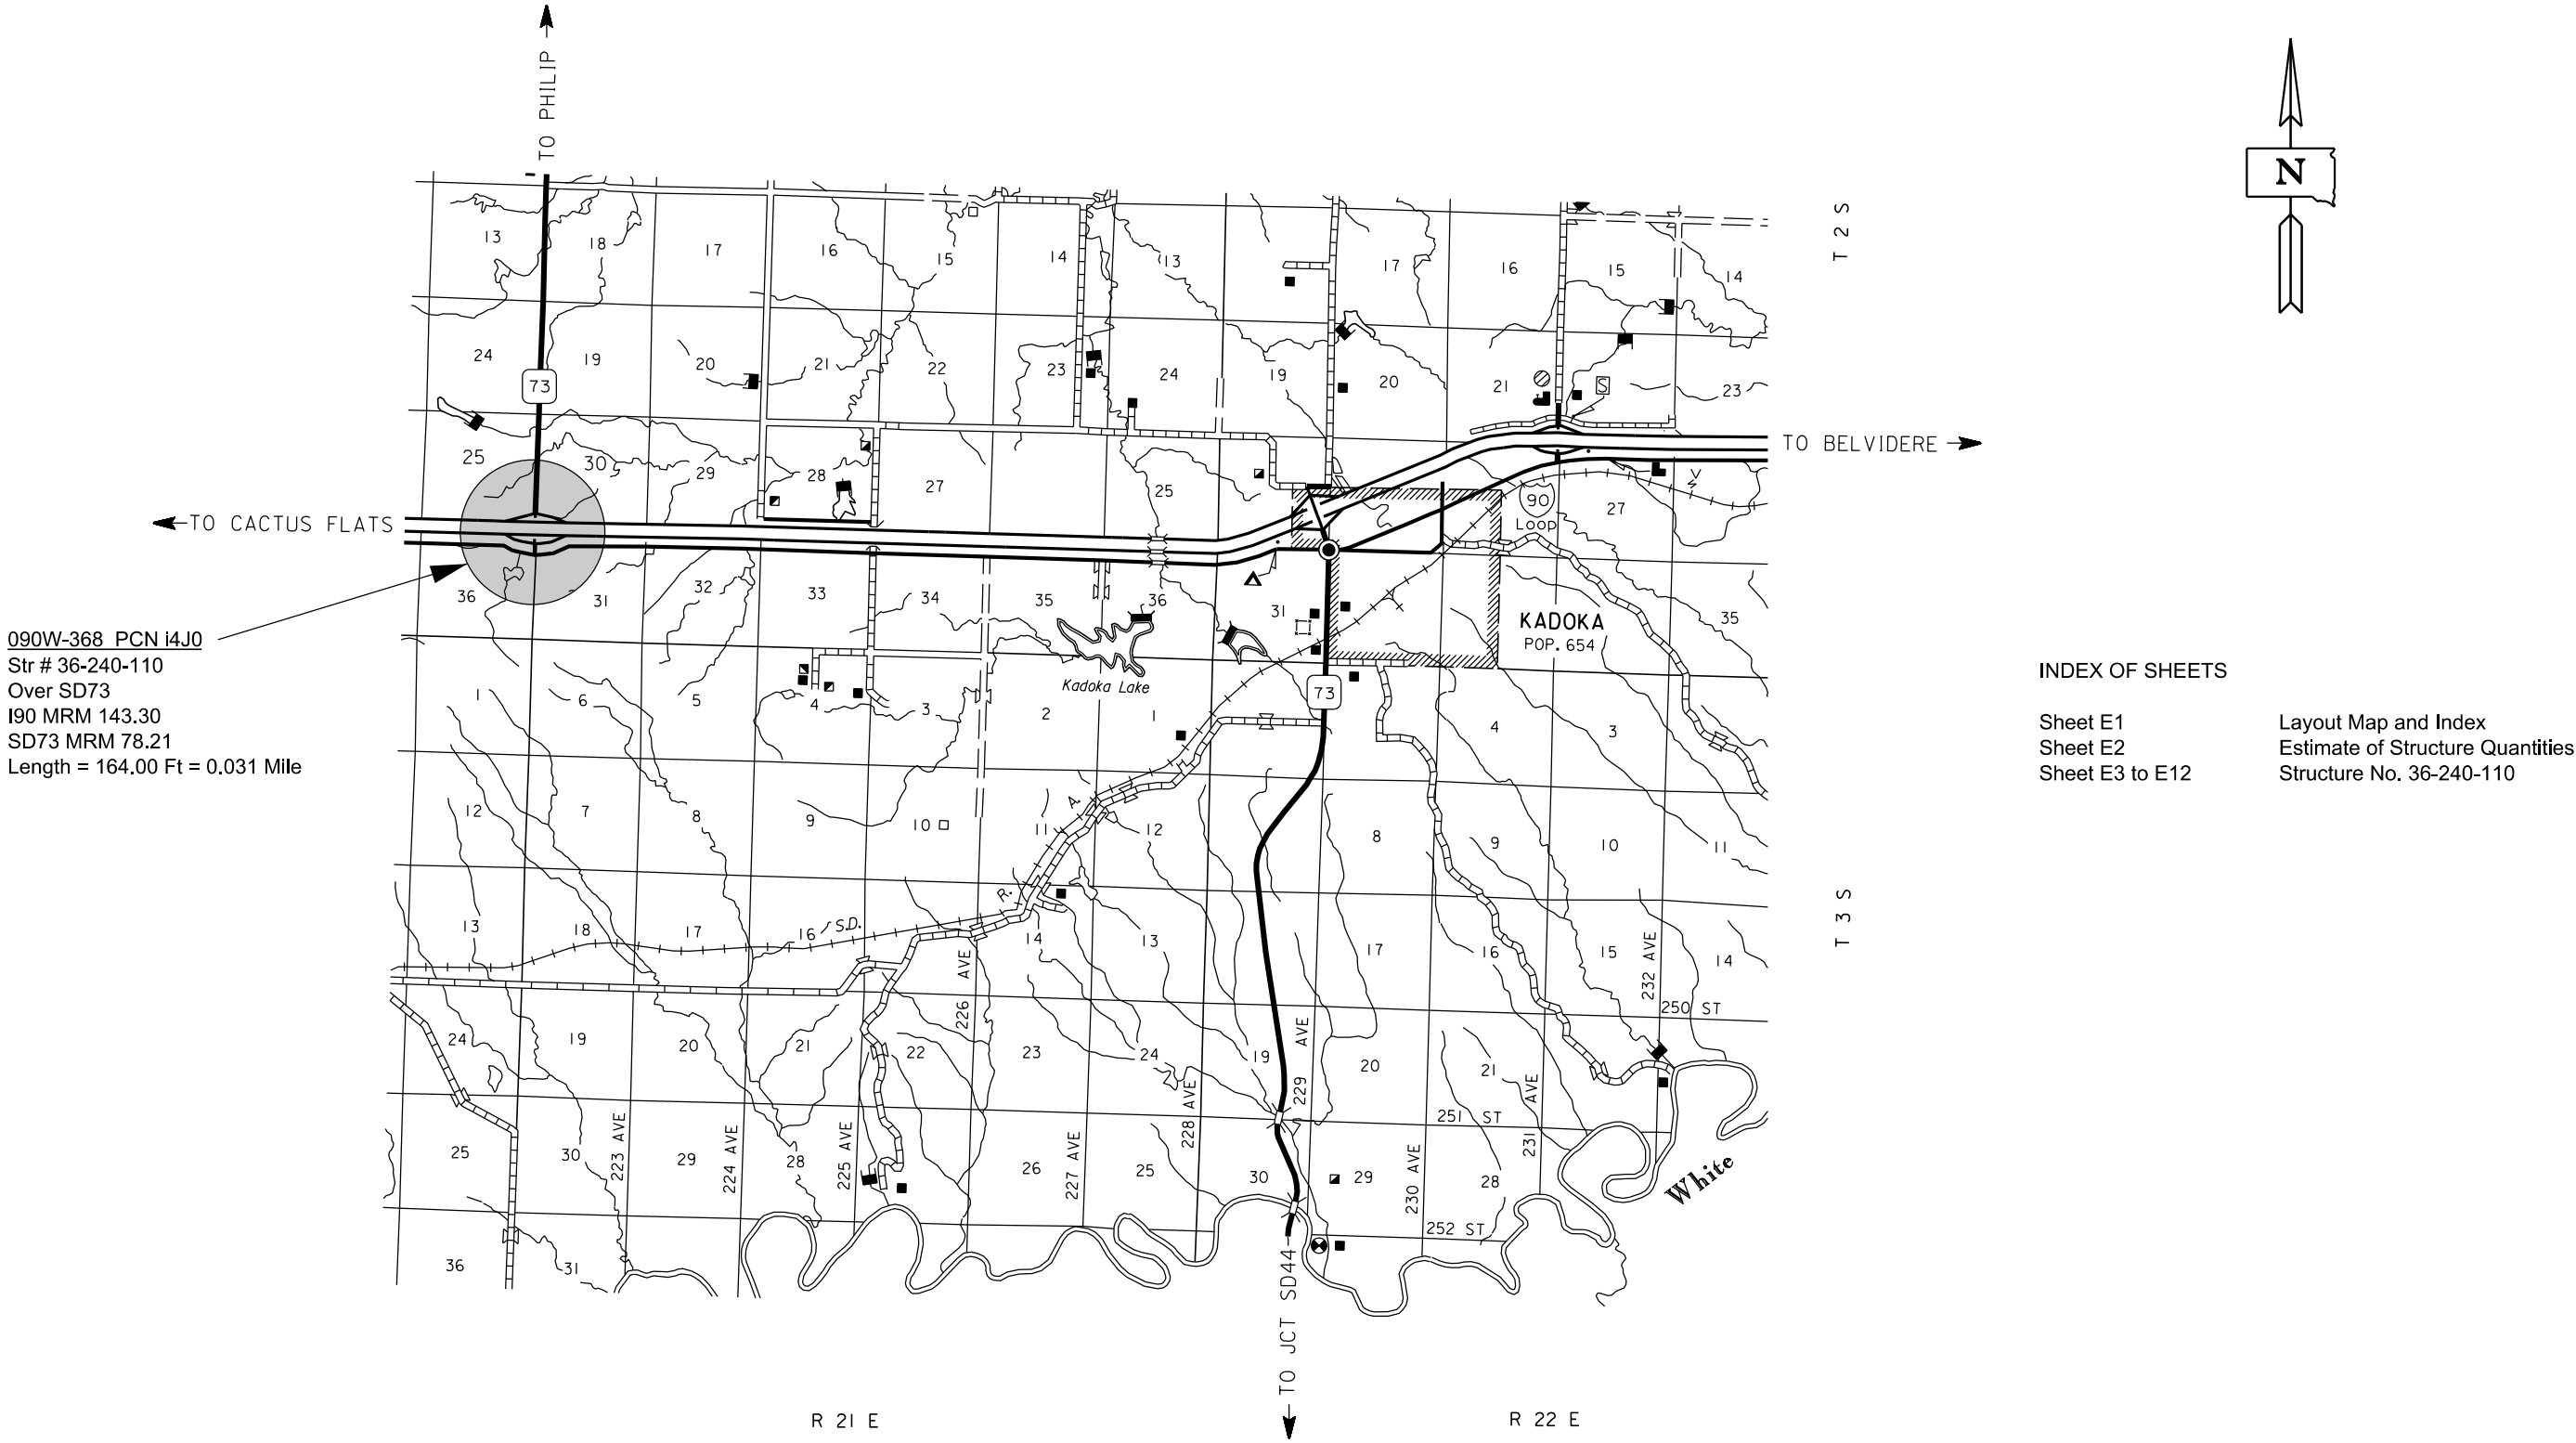 TO PHILIP
N
T 2 S
13
18
17
16
15
14
13
17
16
15
14
24
19
20
21
22
23
24
19
20
21
S
23
73
25
30
29
28
27
25
TO BELVIDERE
90
Loop
27
TO CACTUS FLATS
36
31
32
33
34
35
36
31
35
KADOKA
POP. 654
Kadoka Lake
090W-368 PCN i4J0
Str # 36-240-110
Over SD73
I90 MRM 143.30
SD73 MRM 78.21
Length = 164.00 Ft = 0.031 Mile
INDEX OF SHEETS
Sheet E1 Layout Map and Index
Sheet E2 Estimate of Structure Quantities
Sheet E3 to E12 Structure No. 36-240-110
1
6
5
4
3
2
1
73
4
3
12
7
8
9
10
11
12
8
9
10
11
A.
R.
S.D.
T 3 S
13
18
17
16
14
13
17
16
15
14
226 AVE
232 AVE
250 ST
24
19
20
21
22
23
24
19
229 AVE
20
21
231 AVE
251 ST
25
30
223 AVE
29
224 AVE
28
225 AVE
26
227 AVE
25
228 AVE
30
29
230 AVE
28
White
252 ST
36
31
TO JCT SD44
R 21 E
R 22 E